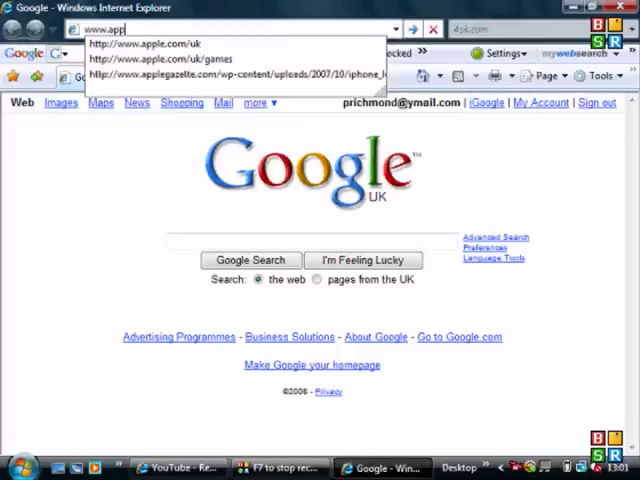 Google - Windows Internet Explorer
www.app
Ask.com
http://www.apple.com/uk
http://www.apple.com/uk/games
http://www.applegazette.com/wp-content/uploads/2007/10/iphone_l
Google
Settings
mywebsearch
Page
Tools
Web Images Maps News Shopping Mail more
prichmond@ymail.com | iGoogle | My Account | Sign out
Google™
UK
Advanced Search
Preferences
Language Tools
Google Search I'm Feeling Lucky
Search: the web pages from the UK
Advertising Programmes - Business Solutions - About Google - Go to Google.com
Make Google your homepage
©2008 - Privacy
B
S R
YouTube - Re... F7 to stop rec... Google - Win... Desktop 13:01